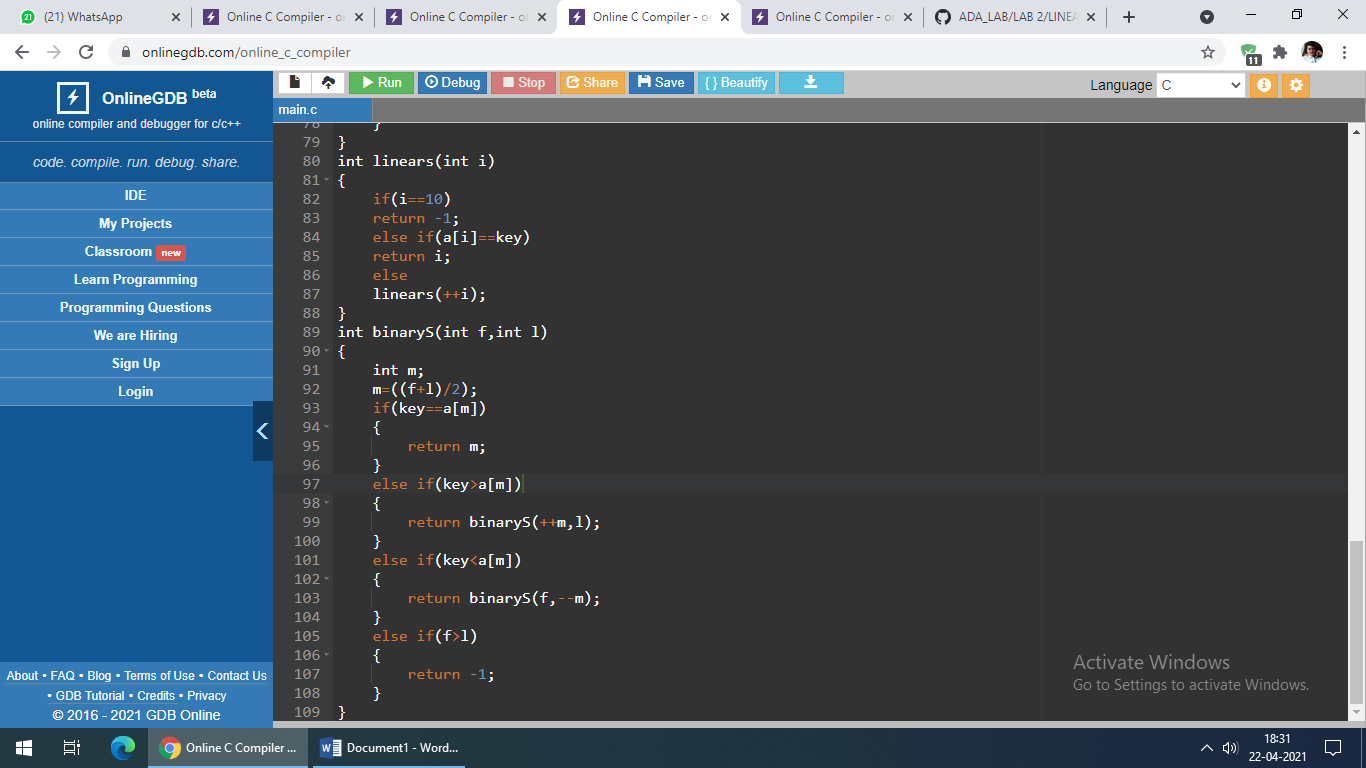 (21) WhatsApp
Online C Compiler - o
Online C Compiler - o
Online C Compiler - o
Online C Compiler - o
ADA_LAB/LAB 2/LINEA
onlinegdb.com/online_c_compiler
11
OnlineGDB beta
online compiler and debugger for c/c++
code. compile. run. debug. share.
IDE
My Projects
Classroom new
Learn Programming
Programming Questions
We are Hiring
Sign Up
Login
About • FAQ • Blog • Terms of Use • Contact Us
• GDB Tutorial • Credits • Privacy
© 2016 - 2021 GDB Online
Run Debug Stop Share Save { } Beautify
Language C
main.c
78 }
79 }
80 int linears(int i)
81 {
82 if(i==10)
83 return -1;
84 else if(a[i]==key)
85 return i;
86 else
87 linears(++i);
88 }
89 int binaryS(int f,int l)
90 {
91 int m;
92 m=((f+l)/2);
93 if(key==a[m])
94 {
95 return m;
96 }
97 else if(key>a[m])
98 {
99 return binaryS(++m,l);
100 }
101 else if(key<a[m])
102 {
103 return binaryS(f,--m);
104 }
105 else if(f>l)
106 {
107 return -1;
108 }
109 }
Activate Windows
Go to Settings to activate Windows.
Online C Compiler ...
Document1 - Word...
18:31
22-04-2021